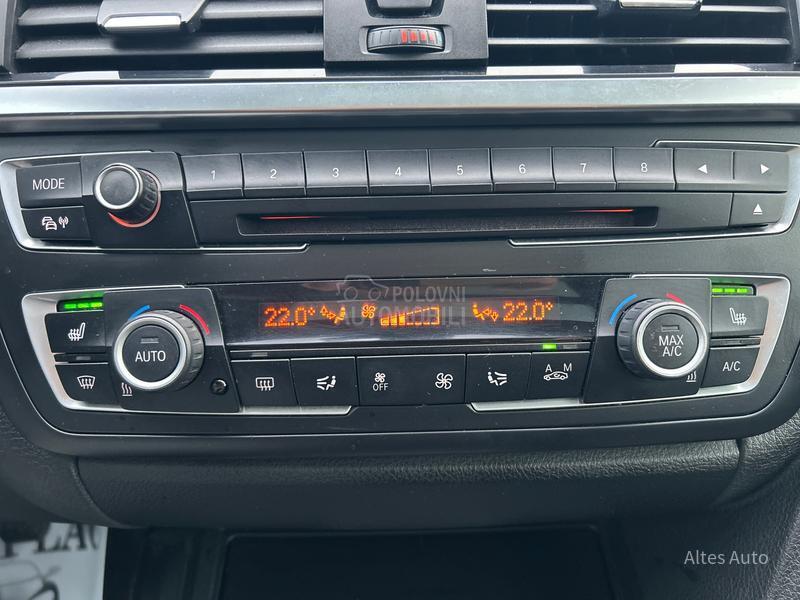 MODE
1 2 3 4 5 6 7 8
22.0° 22.0°
POLOVNI
AUTOMOBILI
AUTO
OFF
A M
MAX
A/C
A/C
Altes Auto